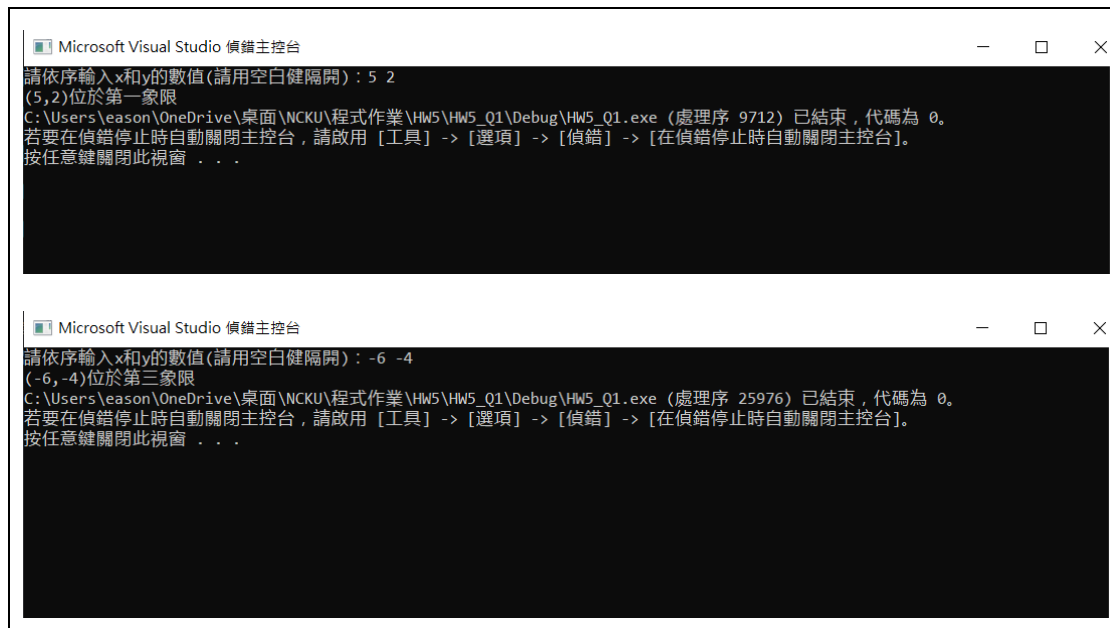 Microsoft Visual Studio 偵錯主控台
請依序輸入x和y的數值(請用空白健隔開)：5 2
(5,2)位於第一象限
C:\Users\eason\OneDrive\桌面\NCKU\程式作業\HW5\HW5_Q1\Debug\HW5_Q1.exe (處理序 9712) 已結束，代碼為 0。
若要在偵錯停止時自動關閉主控台，請啟用 [工具] -> [選項] -> [偵錯] -> [在偵錯停止時自動關閉主控台]。
按任意鍵關閉此視窗 . . .
Microsoft Visual Studio 偵錯主控台
請依序輸入x和y的數值(請用空白健隔開)：-6 -4
(-6,-4)位於第三象限
C:\Users\eason\OneDrive\桌面\NCKU\程式作業\HW5\HW5_Q1\Debug\HW5_Q1.exe (處理序 25976) 已結束，代碼為 0。
若要在偵錯停止時自動關閉主控台，請啟用 [工具] -> [選項] -> [偵錯] -> [在偵錯停止時自動關閉主控台]。
按任意鍵關閉此視窗 . . .